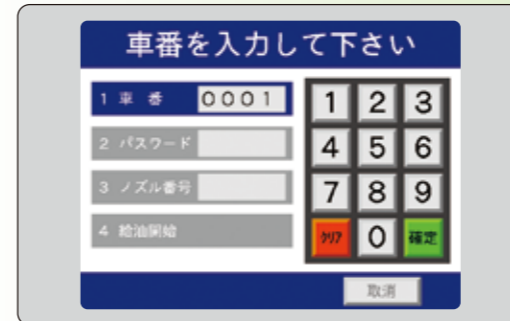 車番を入力して下さい
1 車 番 0001
2 パスワード
3 ノズル番号
4 給油開始
1 2 3
4 5 6
7 8 9
クリア 0 確定
取消